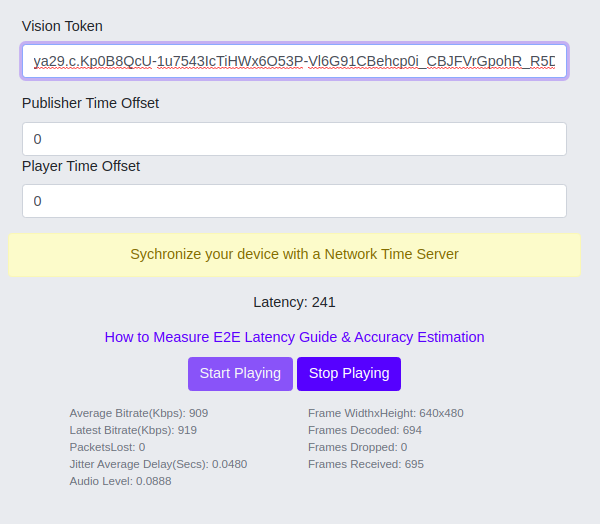 Vision Token
ya29.c.Kp0B8QcU-1u7543IcTiHWx6O53P-Vl6G91CBehcp0i_CBJFVrGpohR_R5D
Publisher Time Offset
0
Player Time Offset
0
Sychronize your device with a Network Time Server
Latency: 241
How to Measure E2E Latency Guide & Accuracy Estimation
Start Playing Stop Playing
Average Bitrate(Kbps): 909 Frame WidthxHeight: 640x480
Latest Bitrate(Kbps): 919 Frames Decoded: 694
PacketsLost: 0 Frames Dropped: 0
Jitter Average Delay(Secs): 0.0480 Frames Received: 695
Audio Level: 0.0888